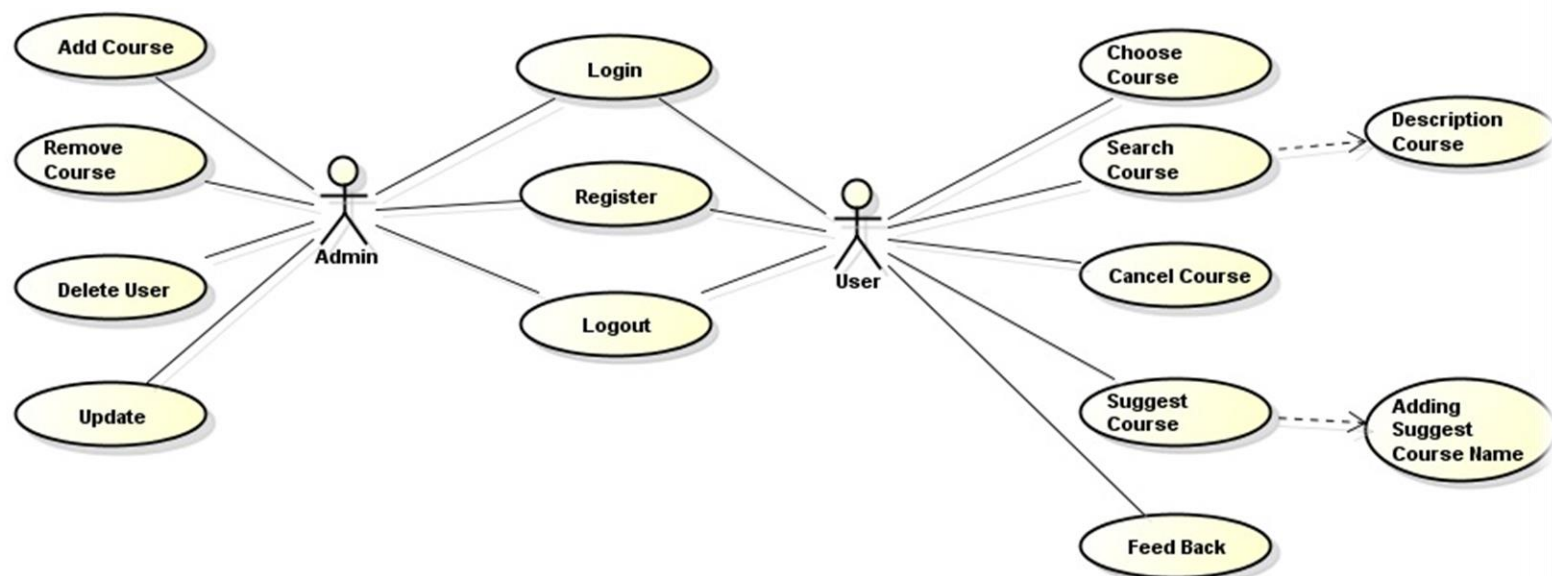 Add Course
Remove
Course
Delete User
Update
Admin
Login
Register
Logout
User
Choose
Course
Search
Course
Description
Course
Cancel Course
Suggest
Course
Adding
Suggest
Course Name
Feed Back